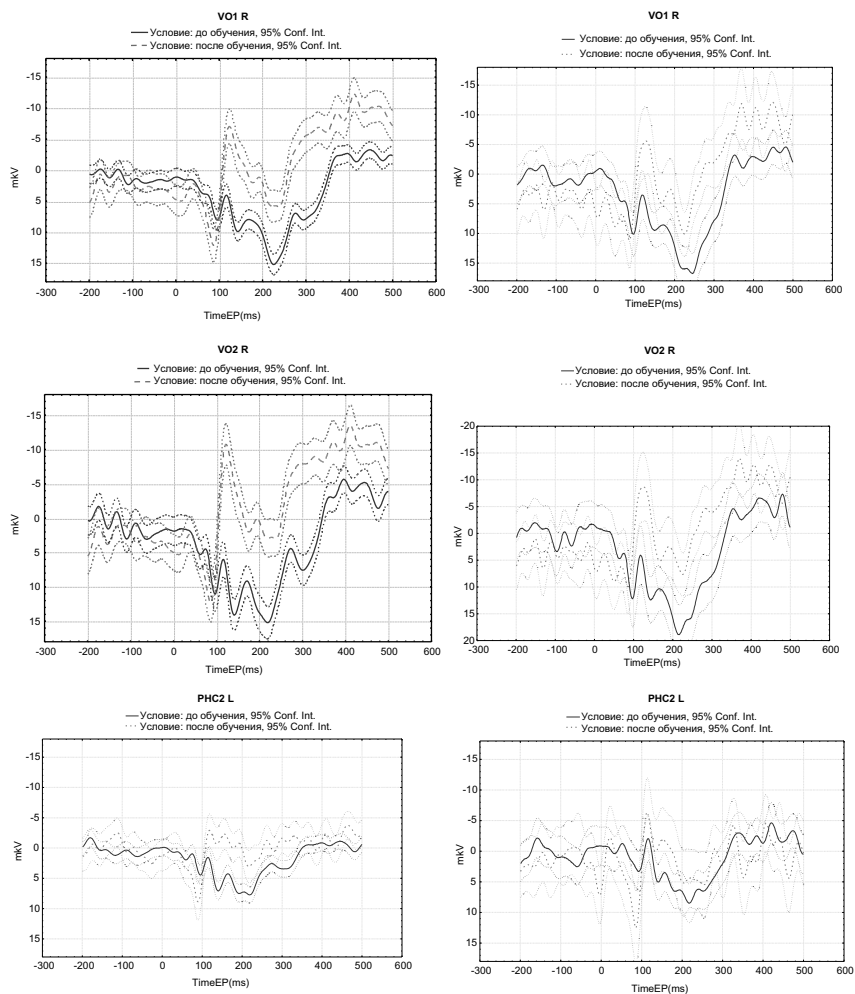 VO1 R
Условие: до обучения, 95% Conf. Int.
Условие: после обучения, 95% Conf. Int.
-15
-10
-5
0
5
10
15
mkV
-300 -200 -100 0 100 200 300 400 500 600
TimeEP(ms)
VO1 R
Условие: до обучения, 95% Conf. Int.
Условие: после обучения, 95% Conf. Int.
-15
-10
-5
0
5
10
15
mkV
-300 -200 -100 0 100 200 300 400 500 600
TimeEP(ms)
VO2 R
Условие: до обучения, 95% Conf. Int.
Условие: после обучения, 95% Conf. Int.
-15
-10
-5
0
5
10
15
mkV
-300 -200 -100 0 100 200 300 400 500 600
TimeEP(ms)
VO2 R
Условие: до обучения, 95% Conf. Int.
Условие: после обучения, 95% Conf. Int.
-20
-15
-10
-5
0
5
10
15
20
mkV
-300 -200 -100 0 100 200 300 400 500 600
TimeEP(ms)
PHC2 L
Условие: до обучения, 95% Conf. Int.
Условие: после обучения, 95% Conf. Int.
-15
-10
-5
0
5
10
15
mkV
-300 -200 -100 0 100 200 300 400 500 600
TimeEP(ms)
PHC2 L
Условие: до обучения, 95% Conf. Int.
Условие: после обучения, 95% Conf. Int.
-15
-10
-5
0
5
10
15
mkV
-300 -200 -100 0 100 200 300 400 500 600
TimeEP(ms)